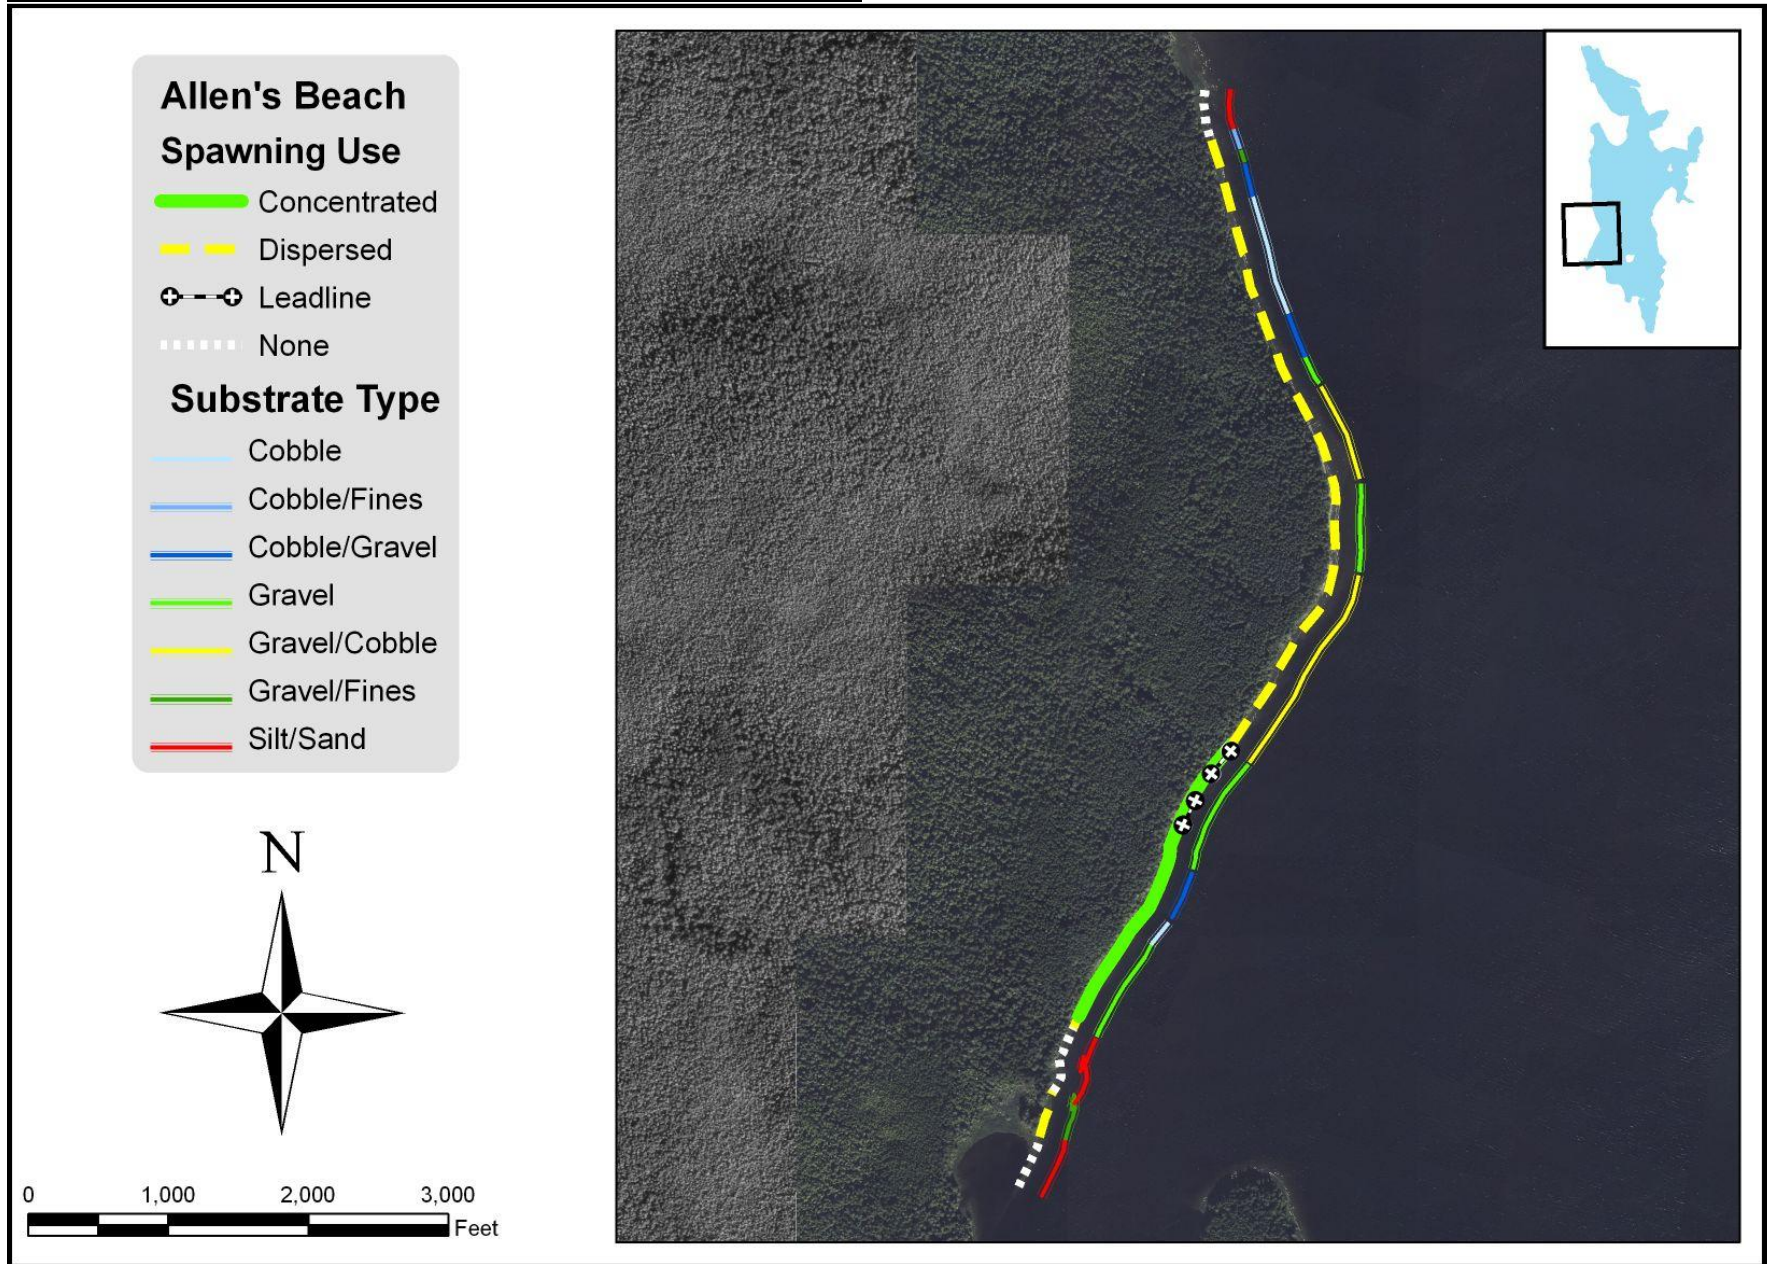 Allen's Beach
Spawning Use
Concentrated
Dispersed
Leadline
None
Substrate Type
Cobble
Cobble/Fines
Cobble/Gravel
Gravel
Gravel/Cobble
Gravel/Fines
Silt/Sand
N
0 1,000 2,000 3,000
Feet